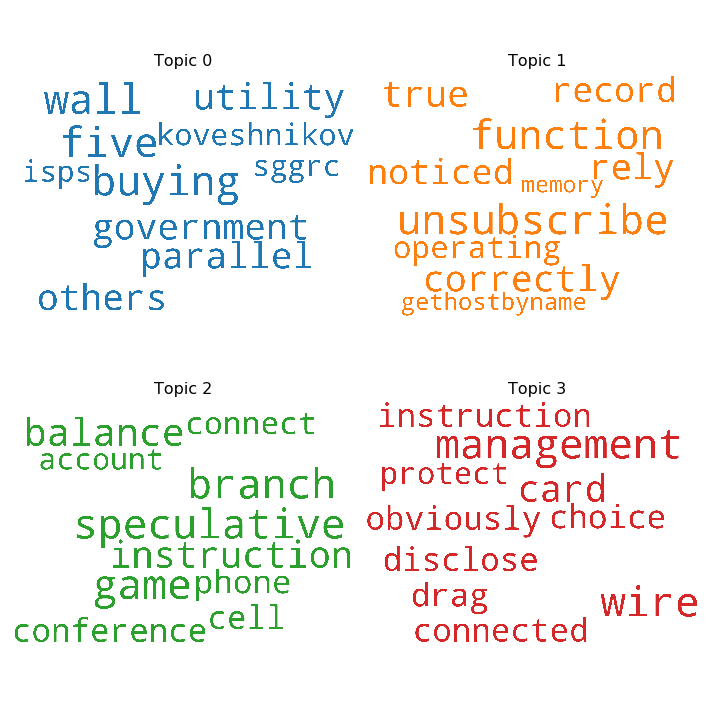 Topic 0
wall utility
five koveshnikov
isps buying sggrc
government
parallel
others
Topic 1
true record
function
noticed memory rely
unsubscribe
operating
correctly
gethostbyname
Topic 2
balance connect
account
branch
speculative
instruction
game phone
conference cell
Topic 3
instruction
management
protect card
obviously choice
disclose
drag wire
connected